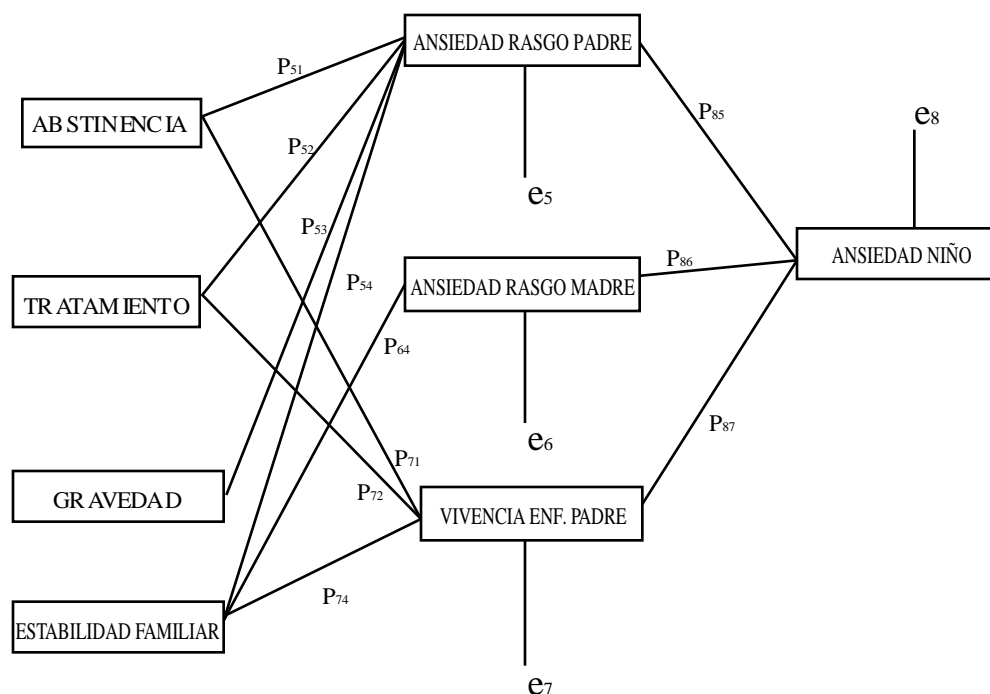 ANSIEDAD RASGO PADRE
P51
ABSTINENCIA
P85
e8
P52
e5
P53
ANSIEDAD NIÑO
P86
P54
ANSIEDAD RASGO MADRE
TRATAMIENTO
P64
P87
e6
P71
GRAVEDAD
P72
VIVENCIA ENF. PADRE
P74
ESTABILIDAD FAMILIAR
e7